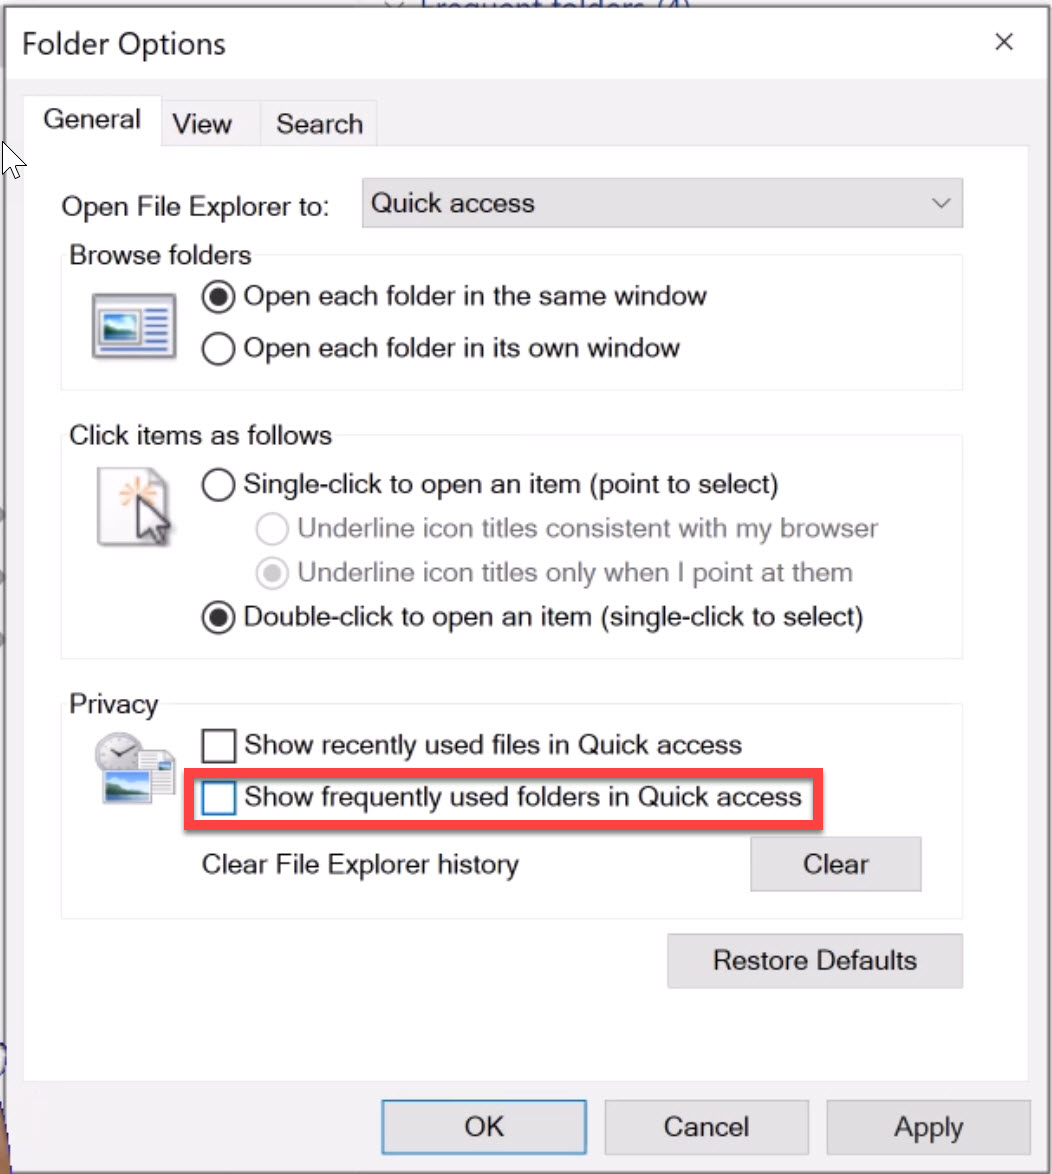 Frequent folders (4)
Folder Options
General
View
Search
Open File Explorer to:
Quick access
Browse folders
Open each folder in the same window
Open each folder in its own window
Click items as follows
Single-click to open an item (point to select)
Underline icon titles consistent with my browser
Underline icon titles only when I point at them
Double-click to open an item (single-click to select)
Privacy
Show recently used files in Quick access
Show frequently used folders in Quick access
Clear File Explorer history
Clear
Restore Defaults
OK
Cancel
Apply